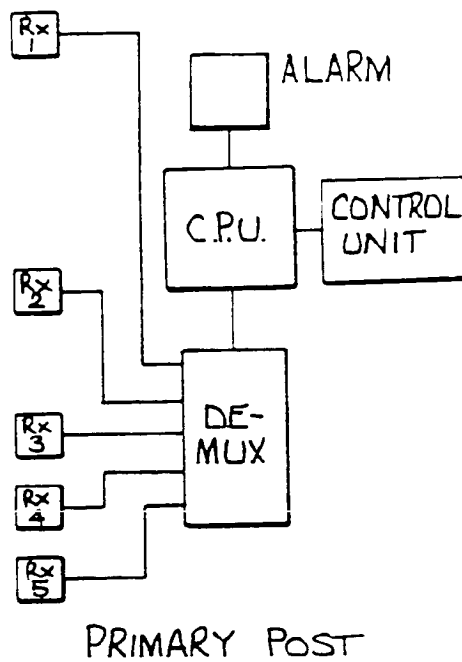 Rx
1
ALARM
C.P.U.
CONTROL
UNIT
Rx
2
DE-
MUX
Rx
3
Rx
4
Rx
5
PRIMARY POST